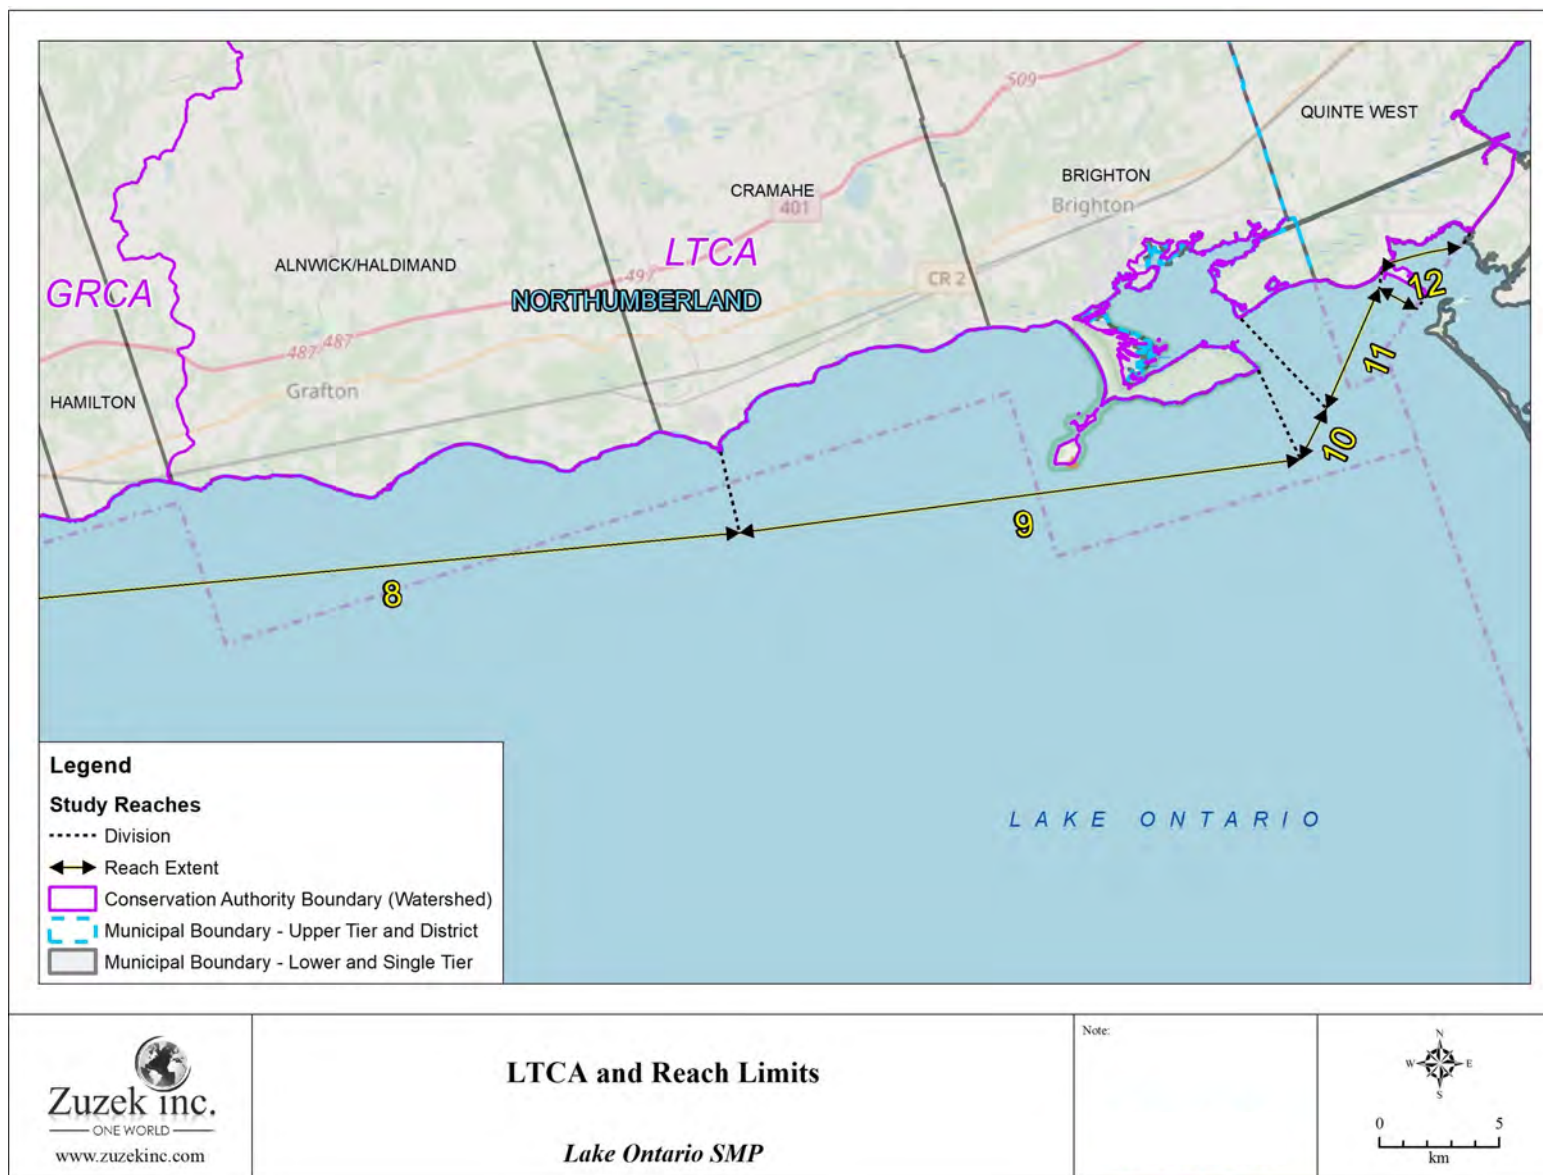 509
QUINTE WEST
BRIGHTON
Brighton
CRAMAHE
401
LTCA
ALNWICK/HALDIMAND
497
CR 2
GRCA
NORTHUMBERLAND
12
487
487
11
Grafton
HAMILTON
10
9
8
Legend
Study Reaches
Division
Reach Extent
Conservation Authority Boundary (Watershed)
Municipal Boundary - Upper Tier and District
Municipal Boundary - Lower and Single Tier
LAKE ONTARIO
Zuzek inc.
ONE WORLD
www.zuzekinc.com
LTCA and Reach Limits
Lake Ontario SMP
Note:
N
W E
S
0 5
km